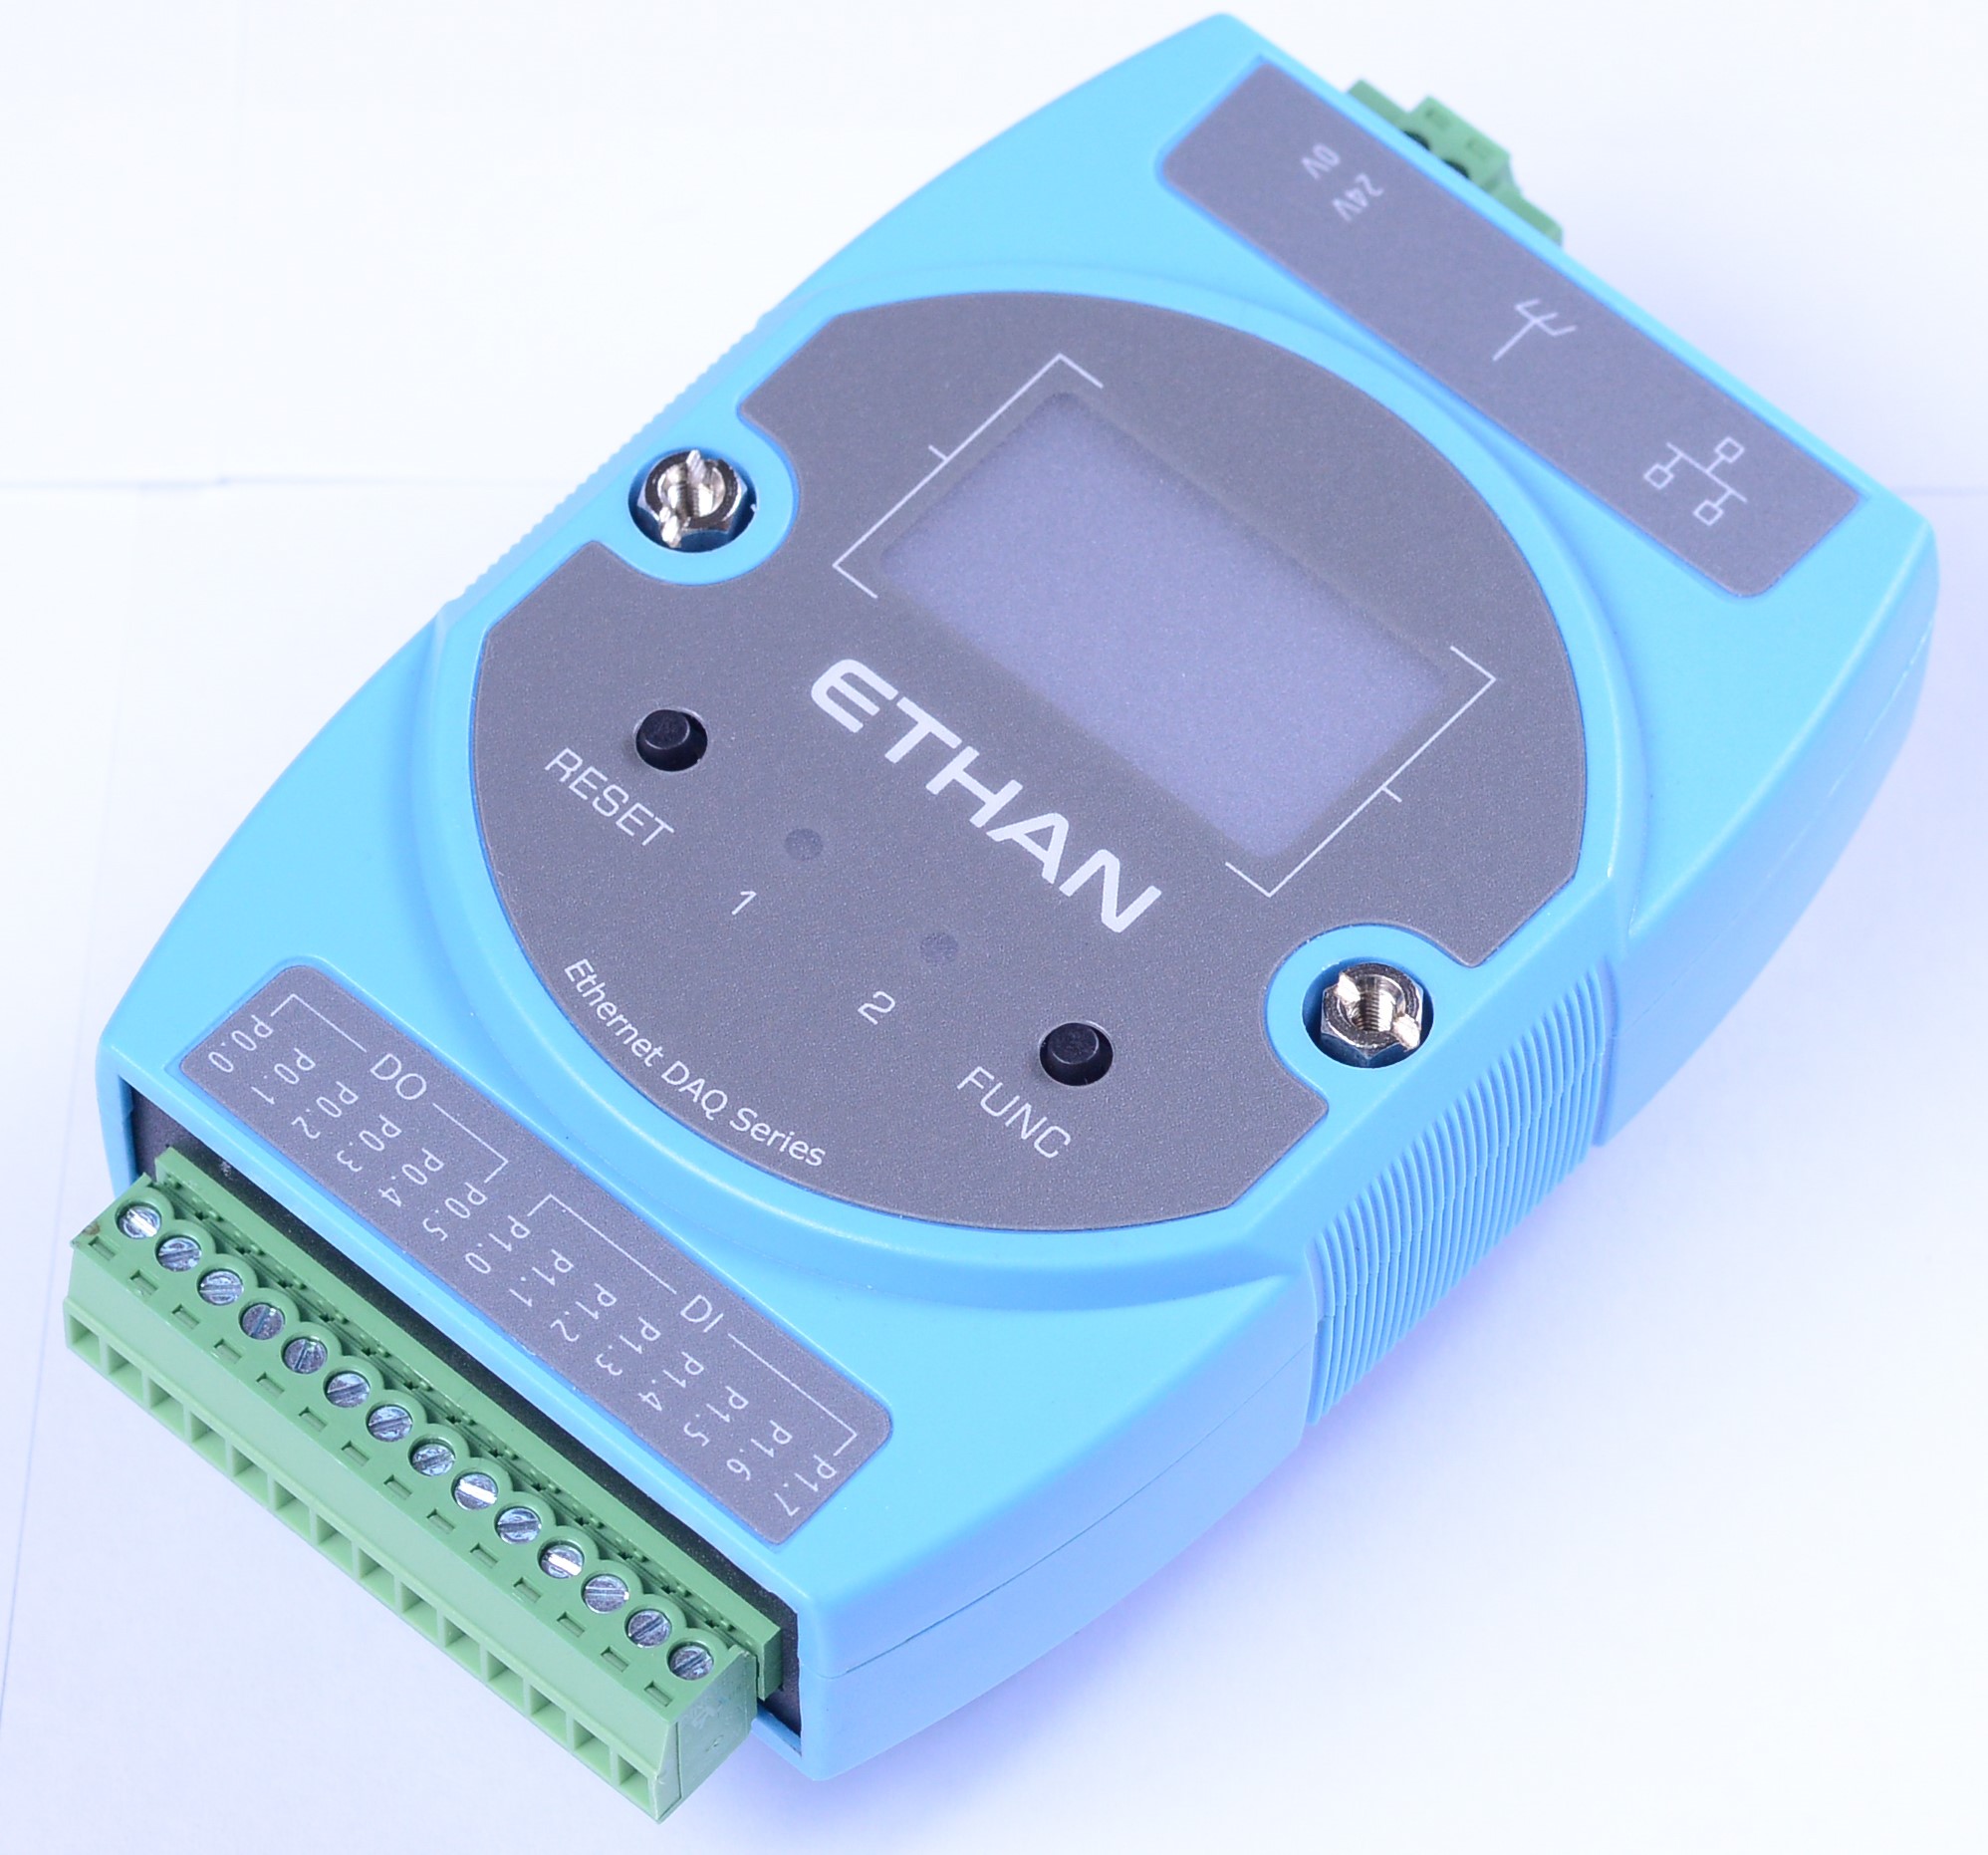 0V
24V
ETHAN
RESET
1
2
FUNC
Ethernet DAQ Series
DO
P0.0
P0.1
P0.2
P0.3
P0.4
P0.5
DI
P1.0
P1.1
P1.2
P1.3
P1.4
P1.5
P1.6
P1.7